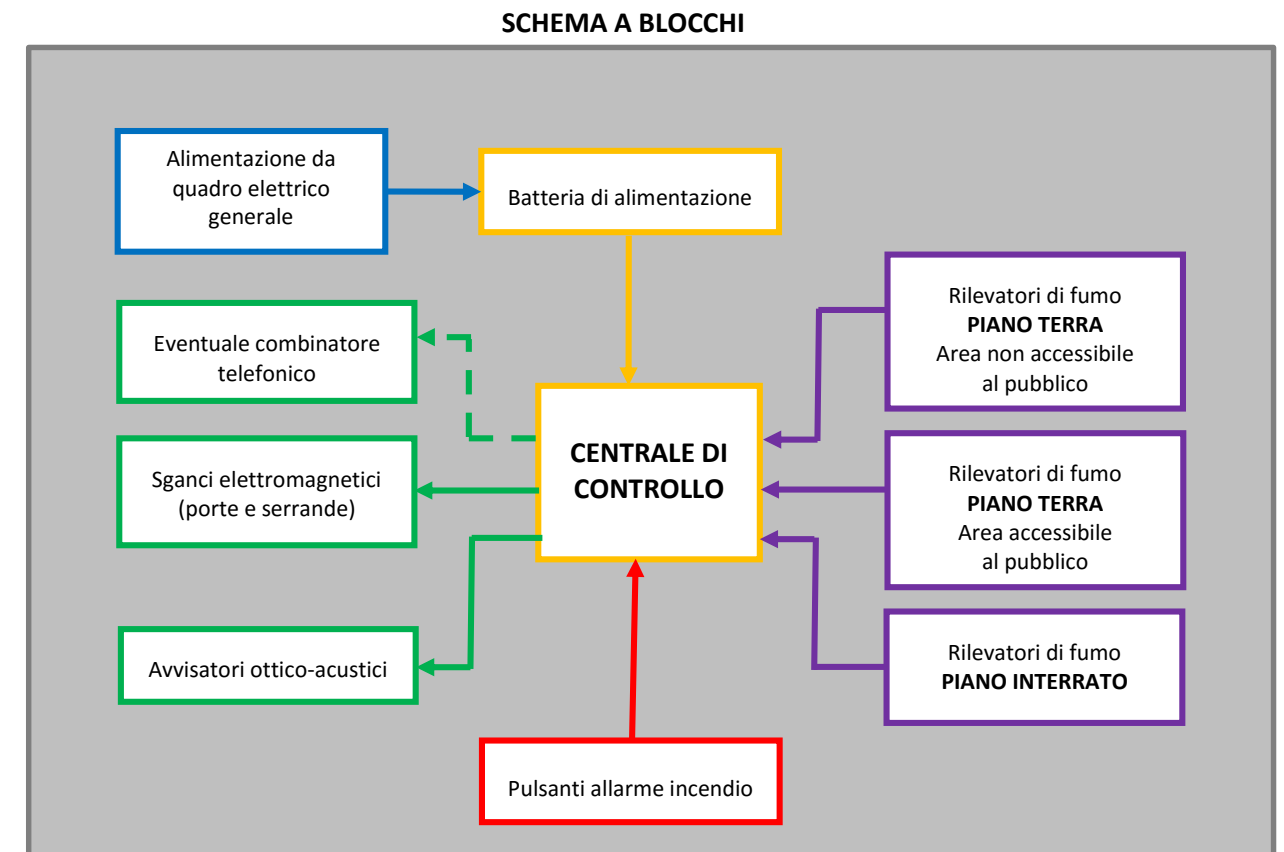 SCHEMA A BLOCCHI
Alimentazione da
quadro elettrico
generale
Batteria di alimentazione
Rilevatori di fumo
PIANO TERRA
Area non accessibile
al pubblico
Eventuale combinatore
telefonico
CENTRALE DI
CONTROLLO
Sganci elettromagnetici
(porte e serrande)
Rilevatori di fumo
PIANO TERRA
Area accessibile
al pubblico
Avvisatori ottico-acustici
Rilevatori di fumo
PIANO INTERRATO
Pulsanti allarme incendio